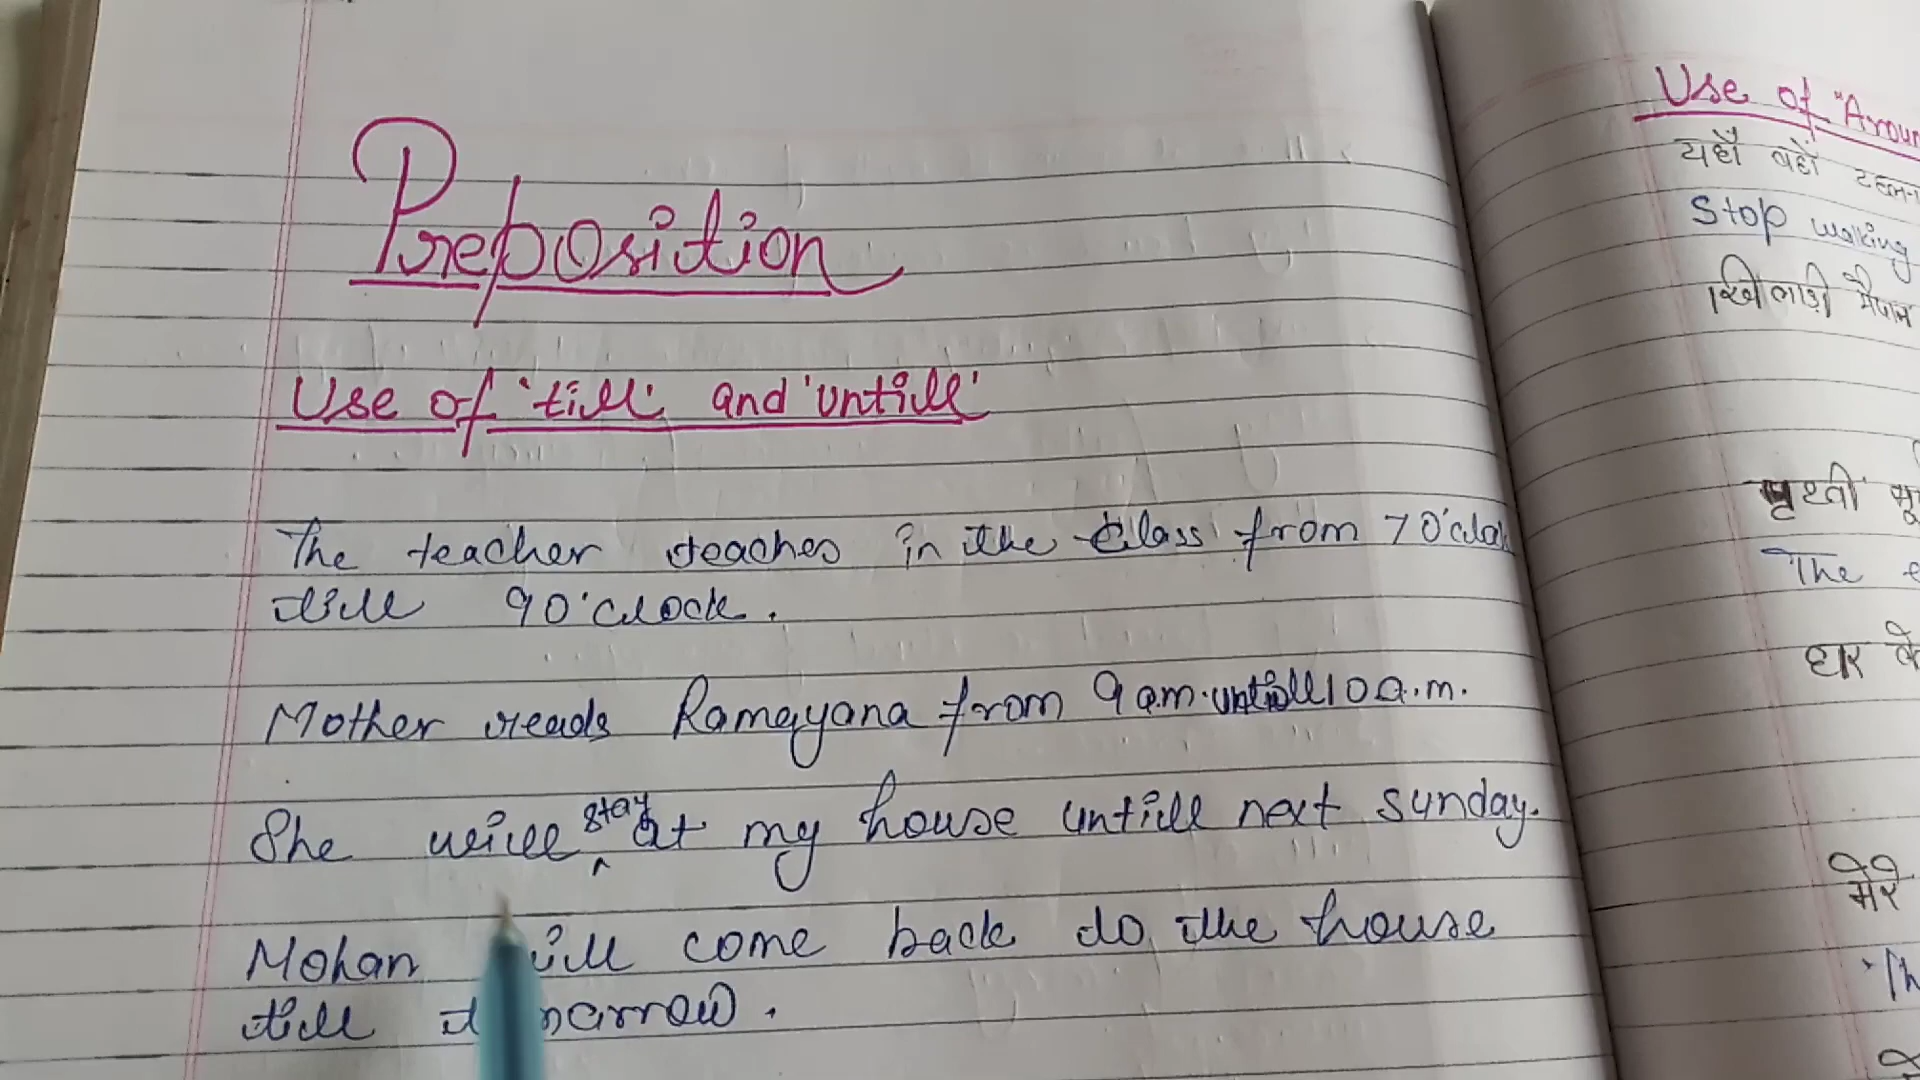 Preposition
Use of 'till' and 'untill'
The teacher teaches in the class from 7 O'clock
till 9 O'clock.
Mother reads Ramayana from 9 a.m. untill 10 a.m.
She will stay at my house untill next sunday.
Mohan will come back to the house
till
Use of "Around
यहाँ वहाँ
Stop walking
खिलाड़ी मैदान
पृथ्वी
The
घर के
मेरे
Th